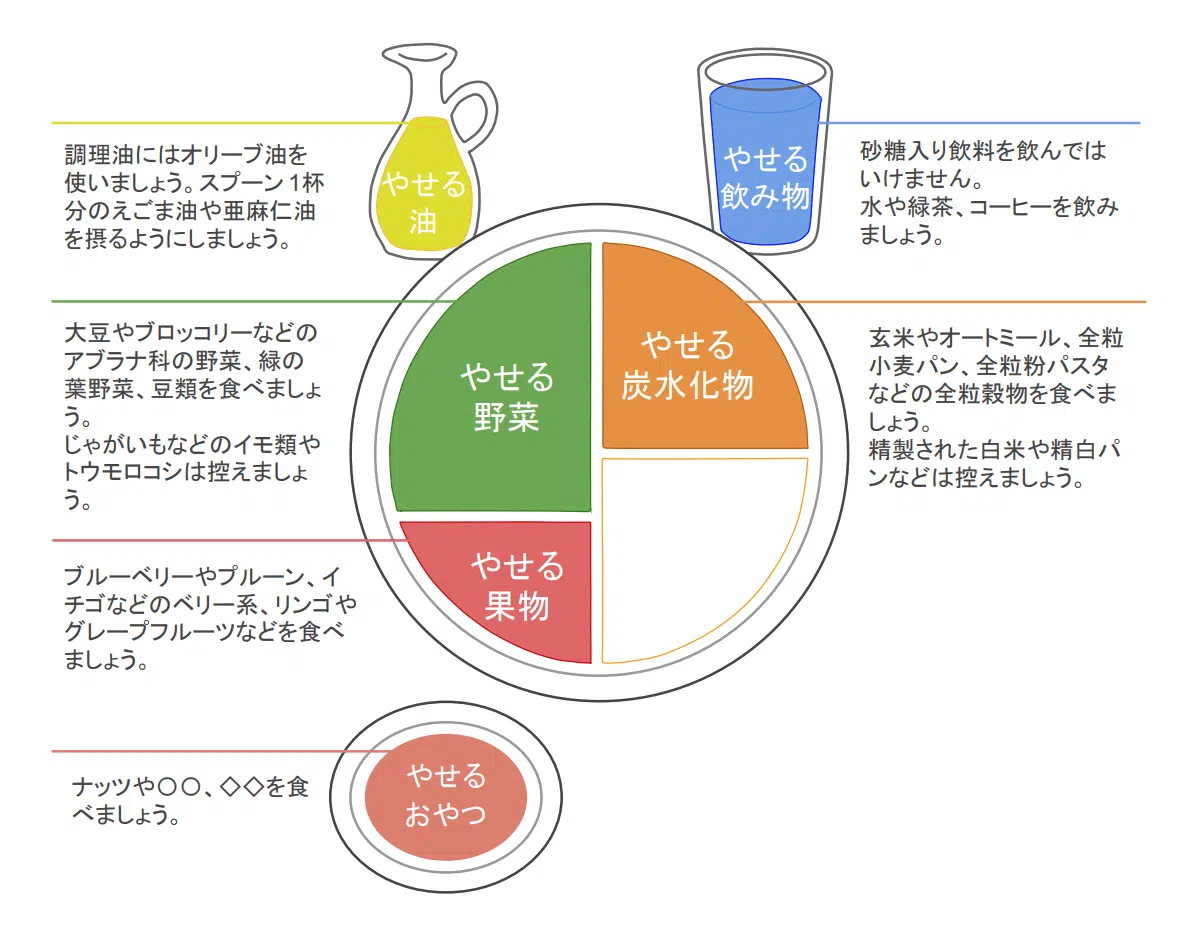 やせる
油
やせる
飲み物
調理油にはオリーブ油を
使いましょう。スプーン1杯
分のえごま油や亜麻仁油
を摂るようにしましょう。
砂糖入り飲料を飲んでは
いけません。
水や緑茶、コーヒーを飲み
ましょう。
大豆やブロッコリーなどの
アブラナ科の野菜、緑の
葉野菜、豆類を食べましょ
う。
じゃがいもなどのイモ類や
トウモロコシは控えましょ
う。
やせる
野菜
やせる
炭水化物
玄米やオートミール、全粒
小麦パン、全粒粉パスタ
などの全粒穀物を食べま
しょう。
精製された白米や精白パ
ンなどは控えましょう。
ブルーベリーやプルーン、イ
チゴなどのベリー系、リンゴや
グレープフルーツなどを食べ
ましょう。
やせる
果物
ナッツや〇〇、◇◇を食
べましょう。
やせる
おやつ